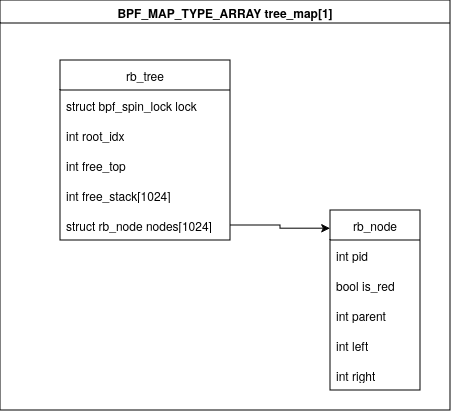 BPF_MAP_TYPE_ARRAY tree_map[1]
rb_tree
struct bpf_spin_lock lock
int root_idx
int free_top
int free_stack[1024]
struct rb_node nodes[1024]
rb_node
int pid
bool is_red
int parent
int left
int right